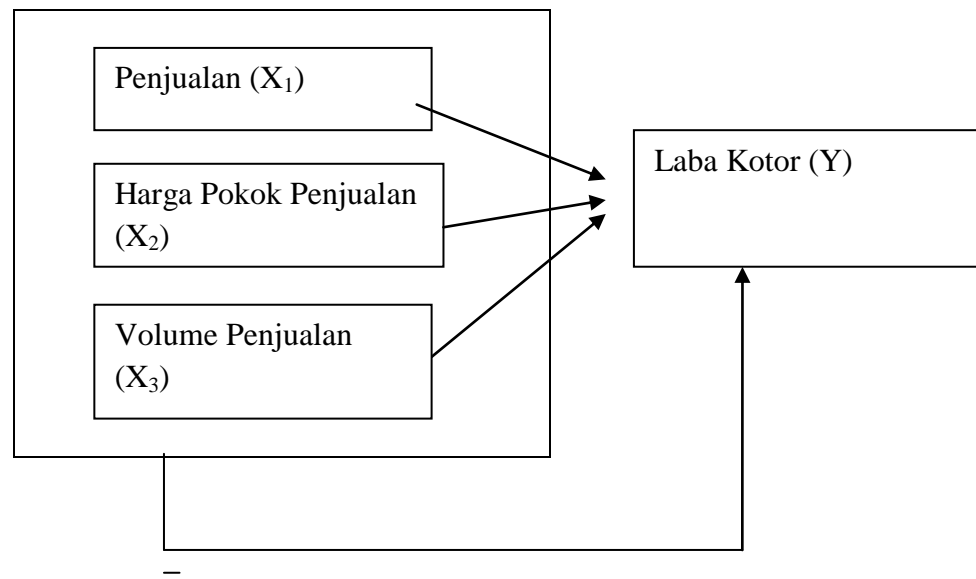 Penjualan (X₁)
Laba Kotor (Y)
Harga Pokok Penjualan
(X₂)
Volume Penjualan
(X₃)